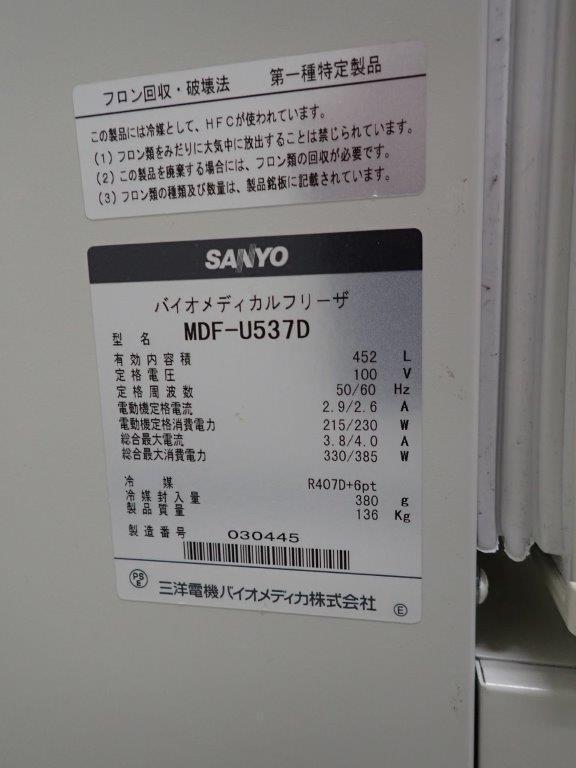 フロン回収・破壊法 第一種特定製品
この製品には冷媒として、HFCが使われています。
(1)フロン類をみだりに大気中に放出することは禁じられています。
(2)この製品を廃棄する場合には、フロン類の回収が必要です。
(3)フロン類の種類及び数量は、製品銘板に記載されています。
SANYO
バイオメディカルフリーザ
型名 MDF-U537D
有効内容積 452 L
定格電圧 100 V
定格周波数 50/60 Hz
電動機定格電流 2.9/2.6 A
電動機定格消費電力 215/230 W
総合最大電流 3.8/4.0 A
総合最大消費電力 330/385 W
冷媒 R407D+6pt
冷媒封入量 380 g
製品質量 136 Kg
製造番号 030445
PS E 三洋電機バイオメディカ株式会社 E